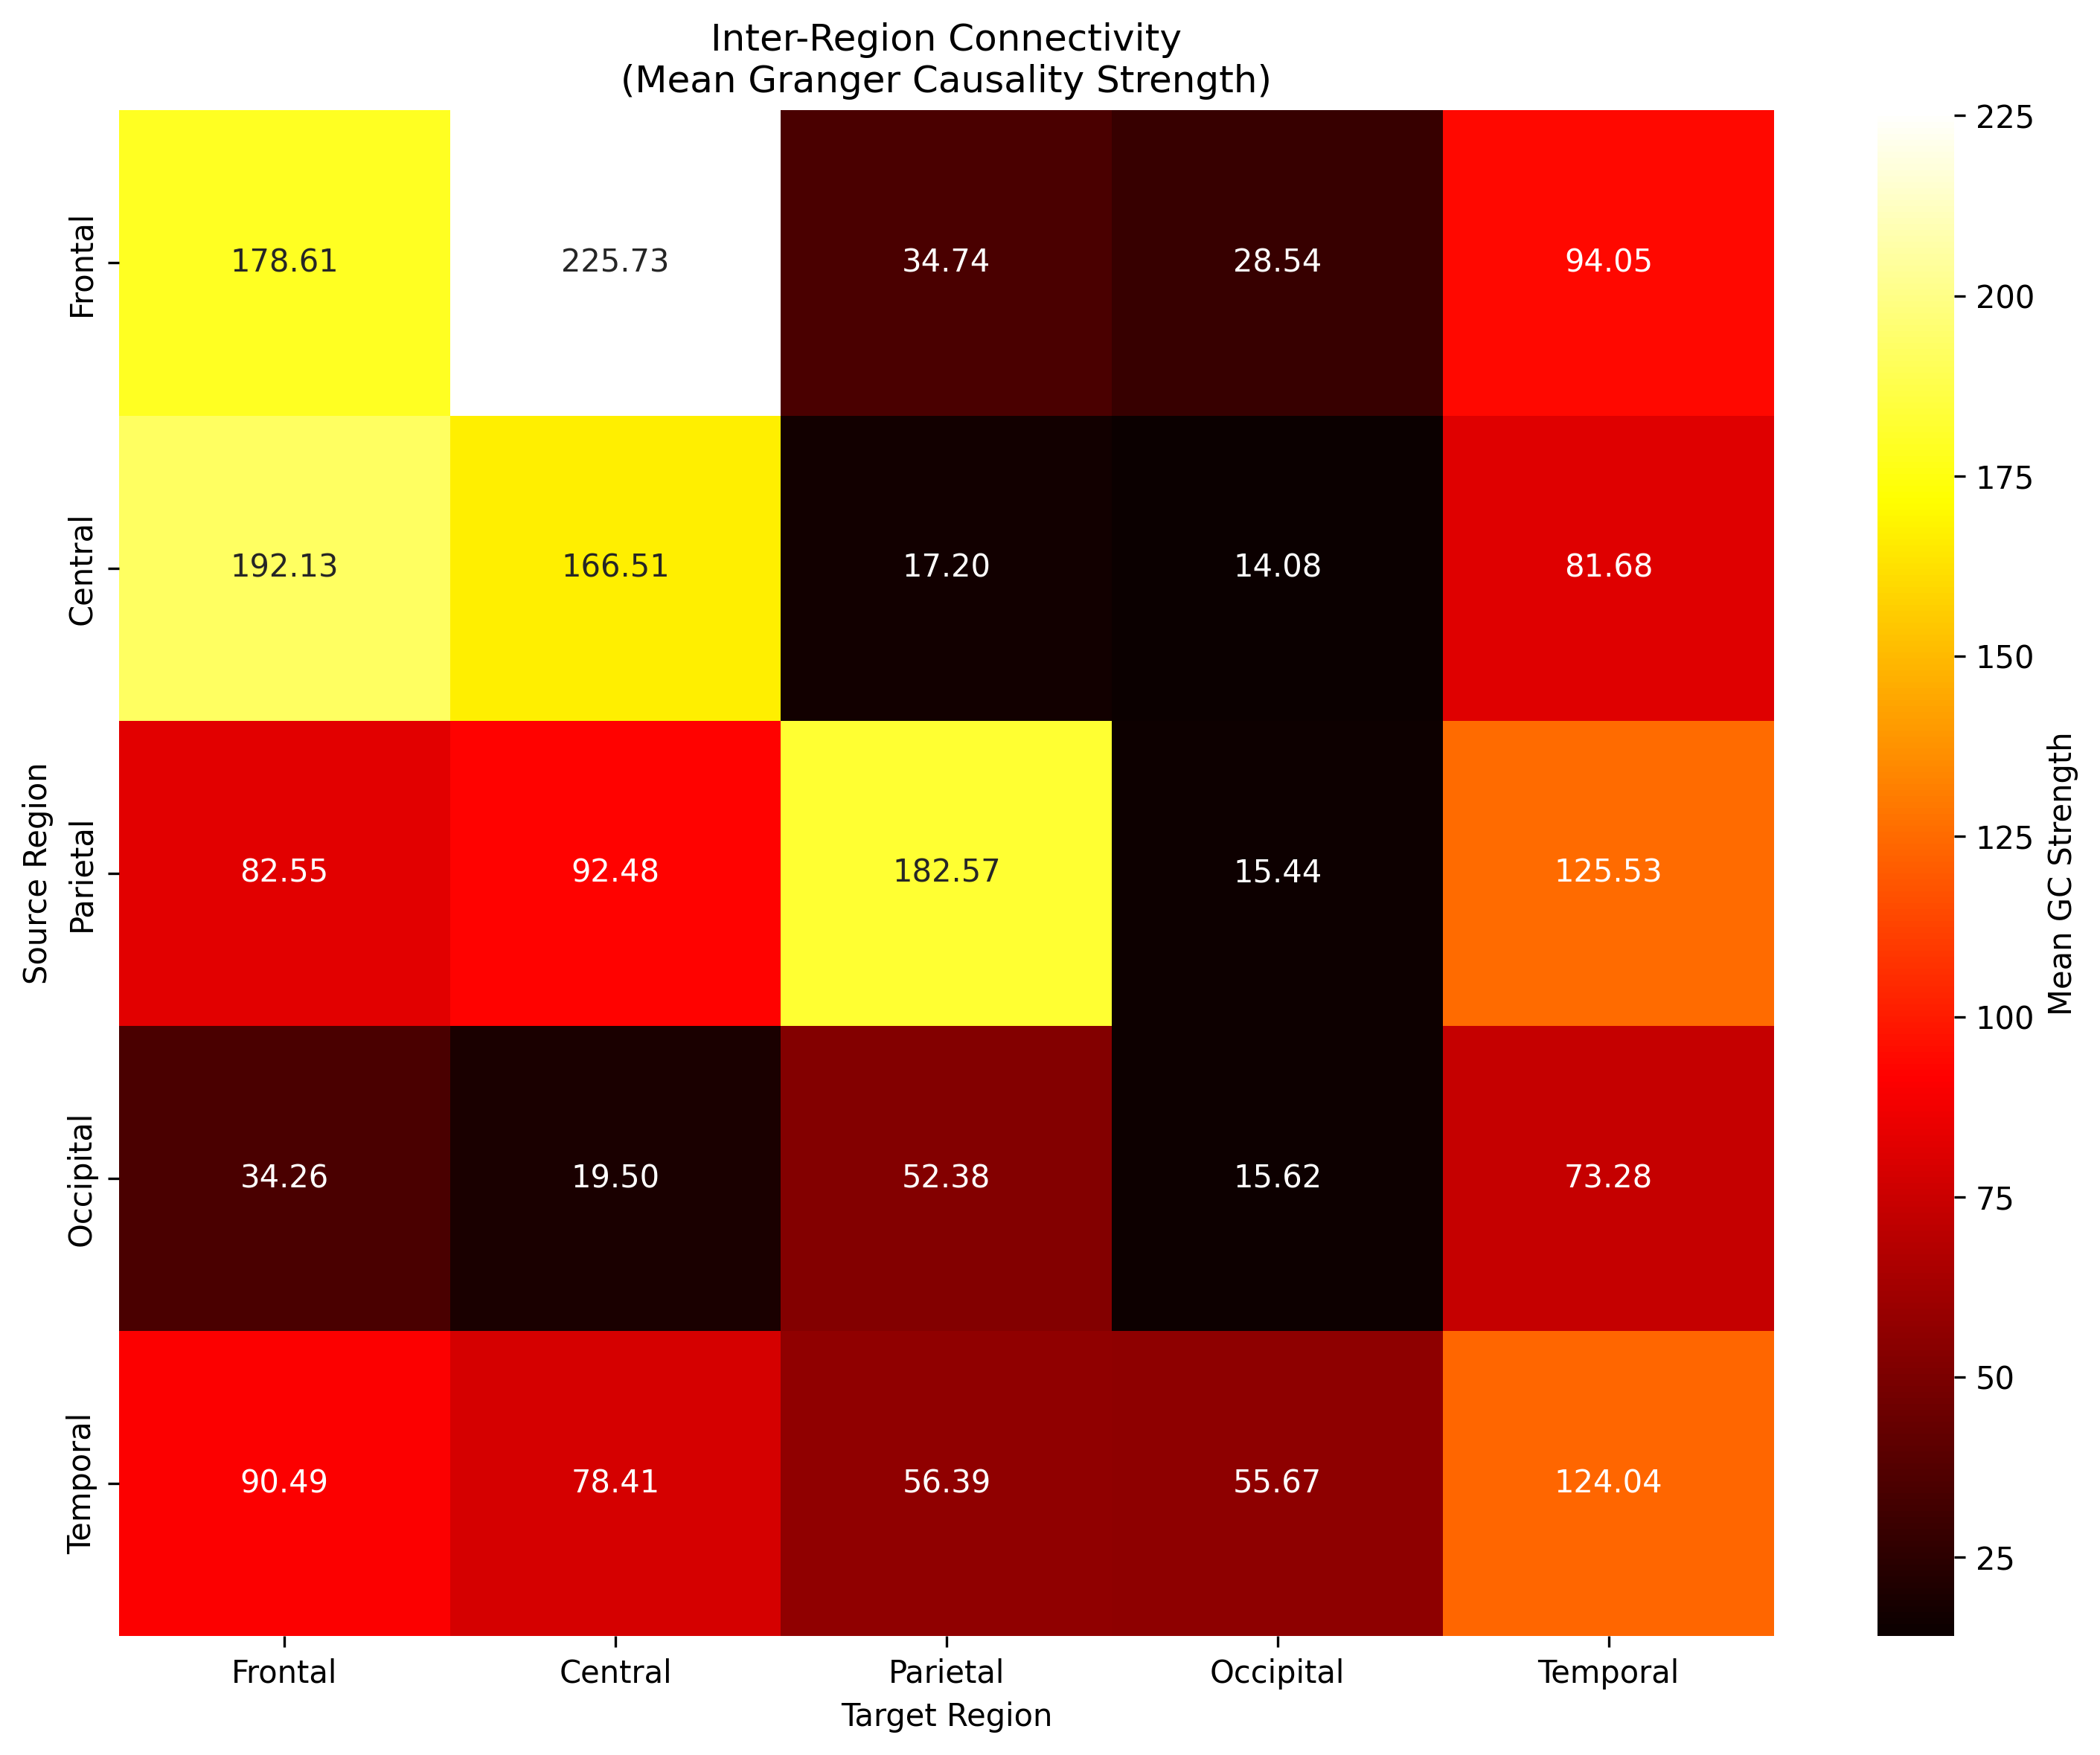 Inter-Region Connectivity
(Mean Granger Causality Strength)
Source Region
Frontal
178.61 225.73 34.74 28.54 94.05
Central
192.13 166.51 17.20 14.08 81.68
Parietal
82.55 92.48 182.57 15.44 125.53
Occipital
34.26 19.50 52.38 15.62 73.28
Temporal
90.49 78.41 56.39 55.67 124.04
Frontal Central Parietal Occipital Temporal
Target Region
225
200
175
150
125
100
75
50
25
Mean GC Strength